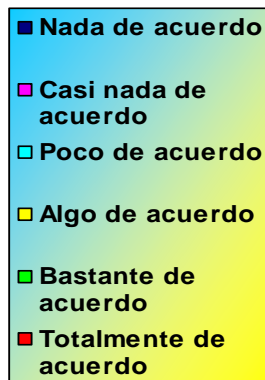 Nada de acuerdo
Casi nada de
acuerdo
Poco de acuerdo
Algo de acuerdo
Bastante de
acuerdo
Totalmente de
acuerdo